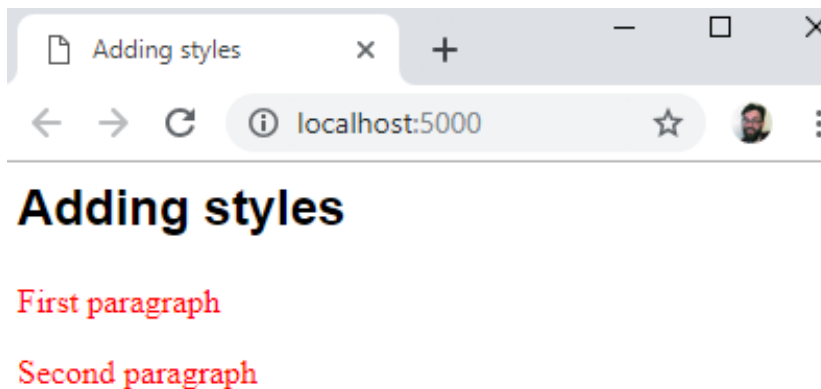 Adding styles
localhost:5000
Adding styles
First paragraph
Second paragraph